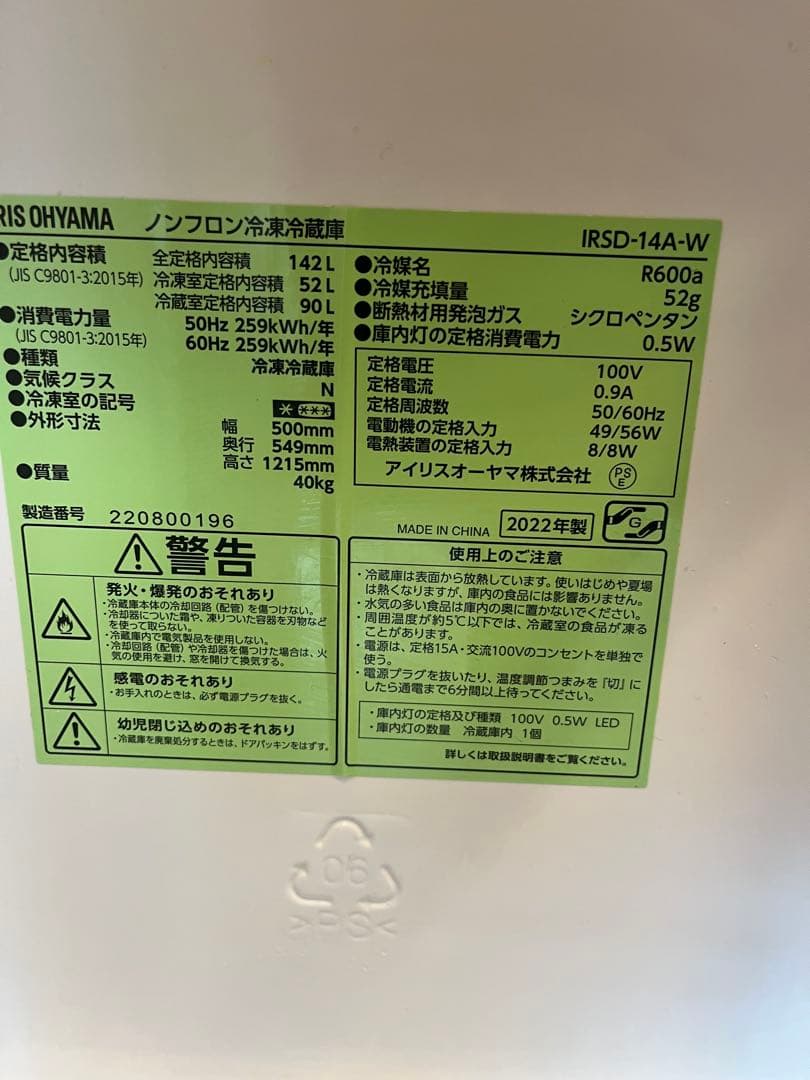 RIS OHYAMA ノンフロン冷凍冷蔵庫 IRSD-14A-W
●定格内容積 全定格内容積 142L
(JIS C9801-3:2015年) 冷凍室定格内容積 52L
冷蔵室定格内容積 90L
●消費電力量 50Hz 259kWh/年
(JIS C9801-3:2015年) 60Hz 259kWh/年
●種類 冷凍冷蔵庫
●気候クラス N
●冷凍室の記号
●外形寸法 幅 500mm
奥行 549mm
高さ 1215mm
●質量 40kg
製造番号 220800196
●冷媒名 R600a
●冷媒充填量 52g
●断熱材用発泡ガス シクロペンタン
●庫内灯の定格消費電力 0.5W
定格電圧 100V
定格電流 0.9A
定格周波数 50/60Hz
電動機の定格入力 49/56W
電熱装置の定格入力 8/8W
アイリスオーヤマ株式会社 PSE
MADE IN CHINA 2022年製 G
警告
発火・爆発のおそれあり
・冷蔵庫本体の冷却回路(配管)を傷つけない。
・冷却器についた霜や、凍りついた容器を刃物など
を使って取らない。
・冷蔵庫内で電気製品を使用しない。
・冷却回路(配管)や冷却器を傷つけた場合は、火
気の使用を避け、窓を開けて換気する。
感電のおそれあり
・お手入れのときは、必ず電源プラグを抜く。
幼児閉じ込めのおそれあり
・冷蔵庫を廃棄処分するときは、ドアパッキンをはずす。
使用上のご注意
・冷蔵庫は表面から放熱しています。使いはじめや夏場
は熱くなりますが、庫内の食品には影響ありません。
・水気の多い食品は庫内の奥に置かないでください。
・周囲温度が約5℃以下では、冷蔵室の食品が凍る
ことがあります。
・電源は、定格15A・交流100Vのコンセントを単独で
使う。
・電源プラグを抜いたり、温度調節つまみを「切」に
したら通電まで6分間以上待ってください。
・庫内灯の定格及び種類 100V 0.5W LED
・庫内灯の数量 冷蔵庫内 1個
詳しくは取扱説明書をご覧ください。
06
>PS<